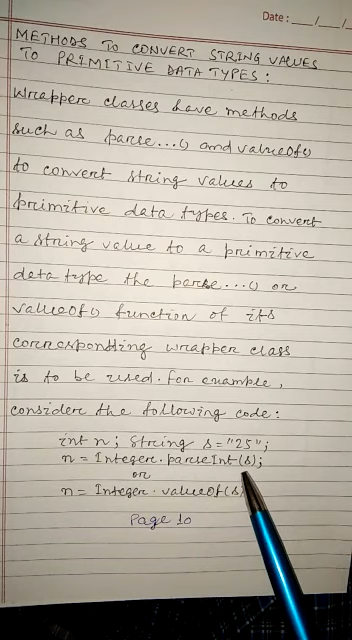 Date: ___/___/_
METHODS TO CONVERT STRING VALUES
TO PRIMITIVE DATA TYPES:
Wrapper classes have methods
such as parse...() and valueOf()
to convert string values to
primitive data types. To convert
a string value to a primitive
data type the parse...() or
valueOf() function of its
corresponding wrapper class
is to be used. For example,
consider the following code:
int n; String s="25";
n = Integer.parseInt(s);
or
n = Integer.valueOf(s)
Page 10